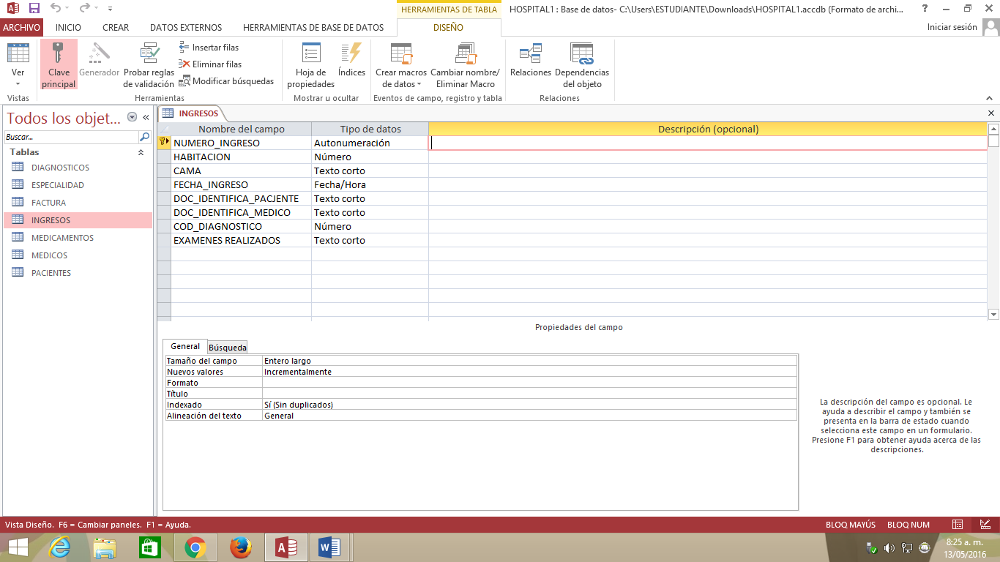 HERRAMIENTAS DE TABLA
HOSPITAL1 : Base de datos- C:\Users\ESTUDIANTE\Downloads\HOSPITAL1.accdb (Formato de archi...
ARCHIVO INICIO CREAR DATOS EXTERNOS HERRAMIENTAS DE BASE DE DATOS DISEÑO Iniciar sesión
Ver
Vistas
Clave principal
Generador
Probar reglas de validación
Insertar filas
Eliminar filas
Modificar búsquedas
Herramientas
Hoja de propiedades
Índices
Mostrar u ocultar
Crear macros de datos
Cambiar nombre/ Eliminar Macro
Eventos de campo, registro y tabla
Relaciones
Dependencias del objeto
Relaciones
Todos los objet...
Buscar...
Tablas
DIAGNOSTICOS
ESPECIALIDAD
FACTURA
INGRESOS
MEDICAMENTOS
MEDICOS
PACIENTES
INGRESOS
Nombre del campo Tipo de datos Descripción (opcional)
NUMERO_INGRESO Autonumeración
HABITACION Número
CAMA Texto corto
FECHA_INGRESO Fecha/Hora
DOC_IDENTIFICA_PACJENTE Texto corto
DOC_IDENTIFICA_MEDICO Texto corto
COD_DIAGNOSTICO Número
EXAMENES REALIZADOS Texto corto
Propiedades del campo
General Búsqueda
Tamaño del campo Entero largo
Nuevos valores Incrementalmente
Formato
Título
Indexado Sí (Sin duplicados)
Alineación del texto General
La descripción del campo es opcional. Le
ayuda a describir el campo y también se
presenta en la barra de estado cuando
selecciona este campo en un formulario.
Presione F1 para obtener ayuda acerca de las
descripciones.
Vista Diseño. F6 = Cambiar paneles. F1 = Ayuda.
BLOQ MAYÚS BLOQ NUM
8:25 a. m.
13/05/2016